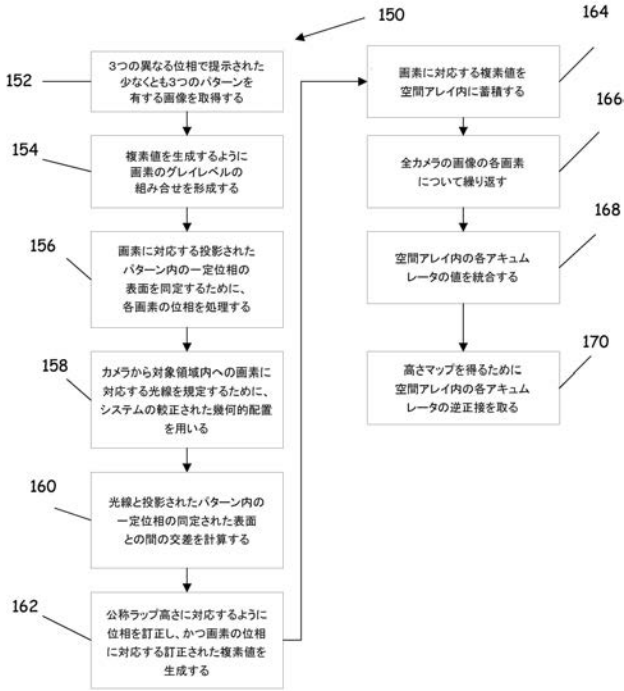 150
152
3つの異なる位相で提示された
少なくとも3つのパターンを
有する画像を取得する
154
複素値を生成するように
画素のグレイレベルの
組み合せを形成する
156
画素に対応する投影された
パターン内の一定位相の
表面を同定するために、
各画素の位相を処理する
158
カメラから対象領域内への画素に
対応する光線を規定するために、
システムの較正された幾何的配置
を用いる
160
光線と投影されたパターン内の
一定位相の同定された表面
との間の交差を計算する
162
公称ラップ高さに対応するように
位相を訂正し、かつ画素の位相
に対応する訂正された複素値を
生成する
164
画素に対応する複素値を
空間アレイ内に蓄積する
166
全カメラの画像の各画素
について繰り返す
168
空間アレイ内の各アキュム
レータの値を統合する
170
高さマップを得るために
空間アレイ内の各アキュム
レータの逆正接を取る